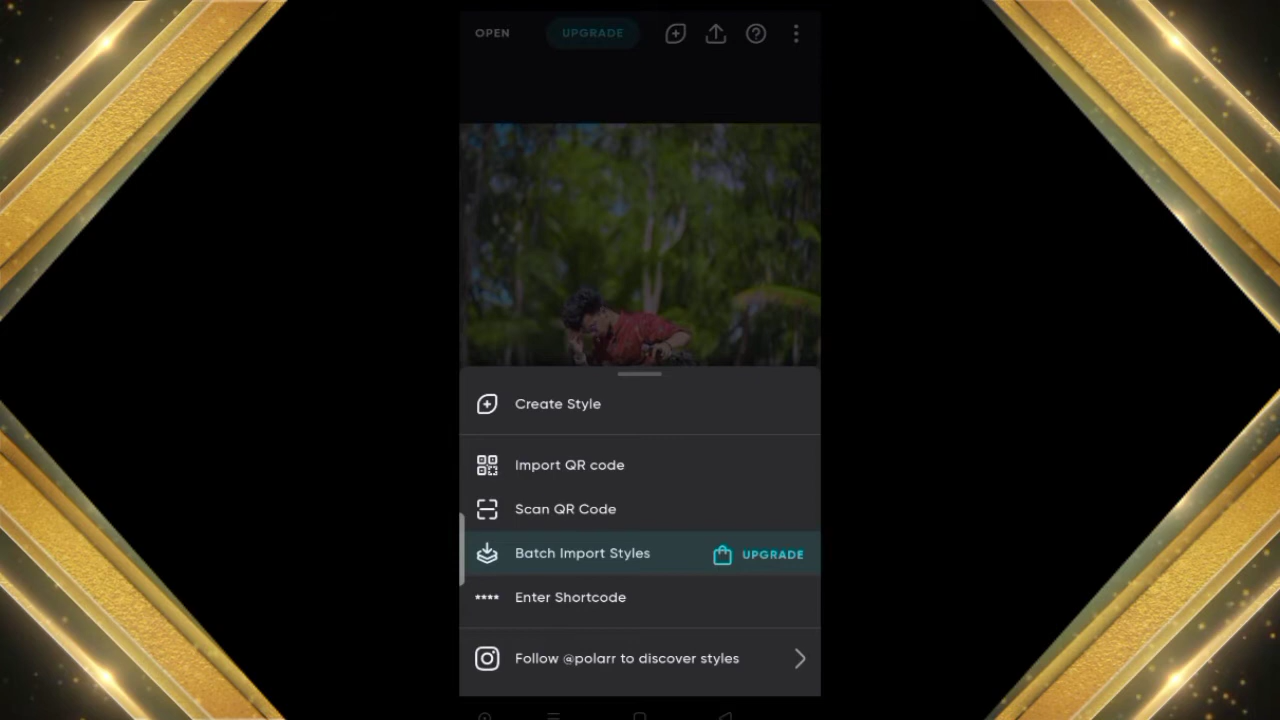 OPEN
UPGRADE
Create Style
Import QR code
Scan QR Code
Batch Import Styles
UPGRADE
Enter Shortcode
Follow @polarr to discover styles